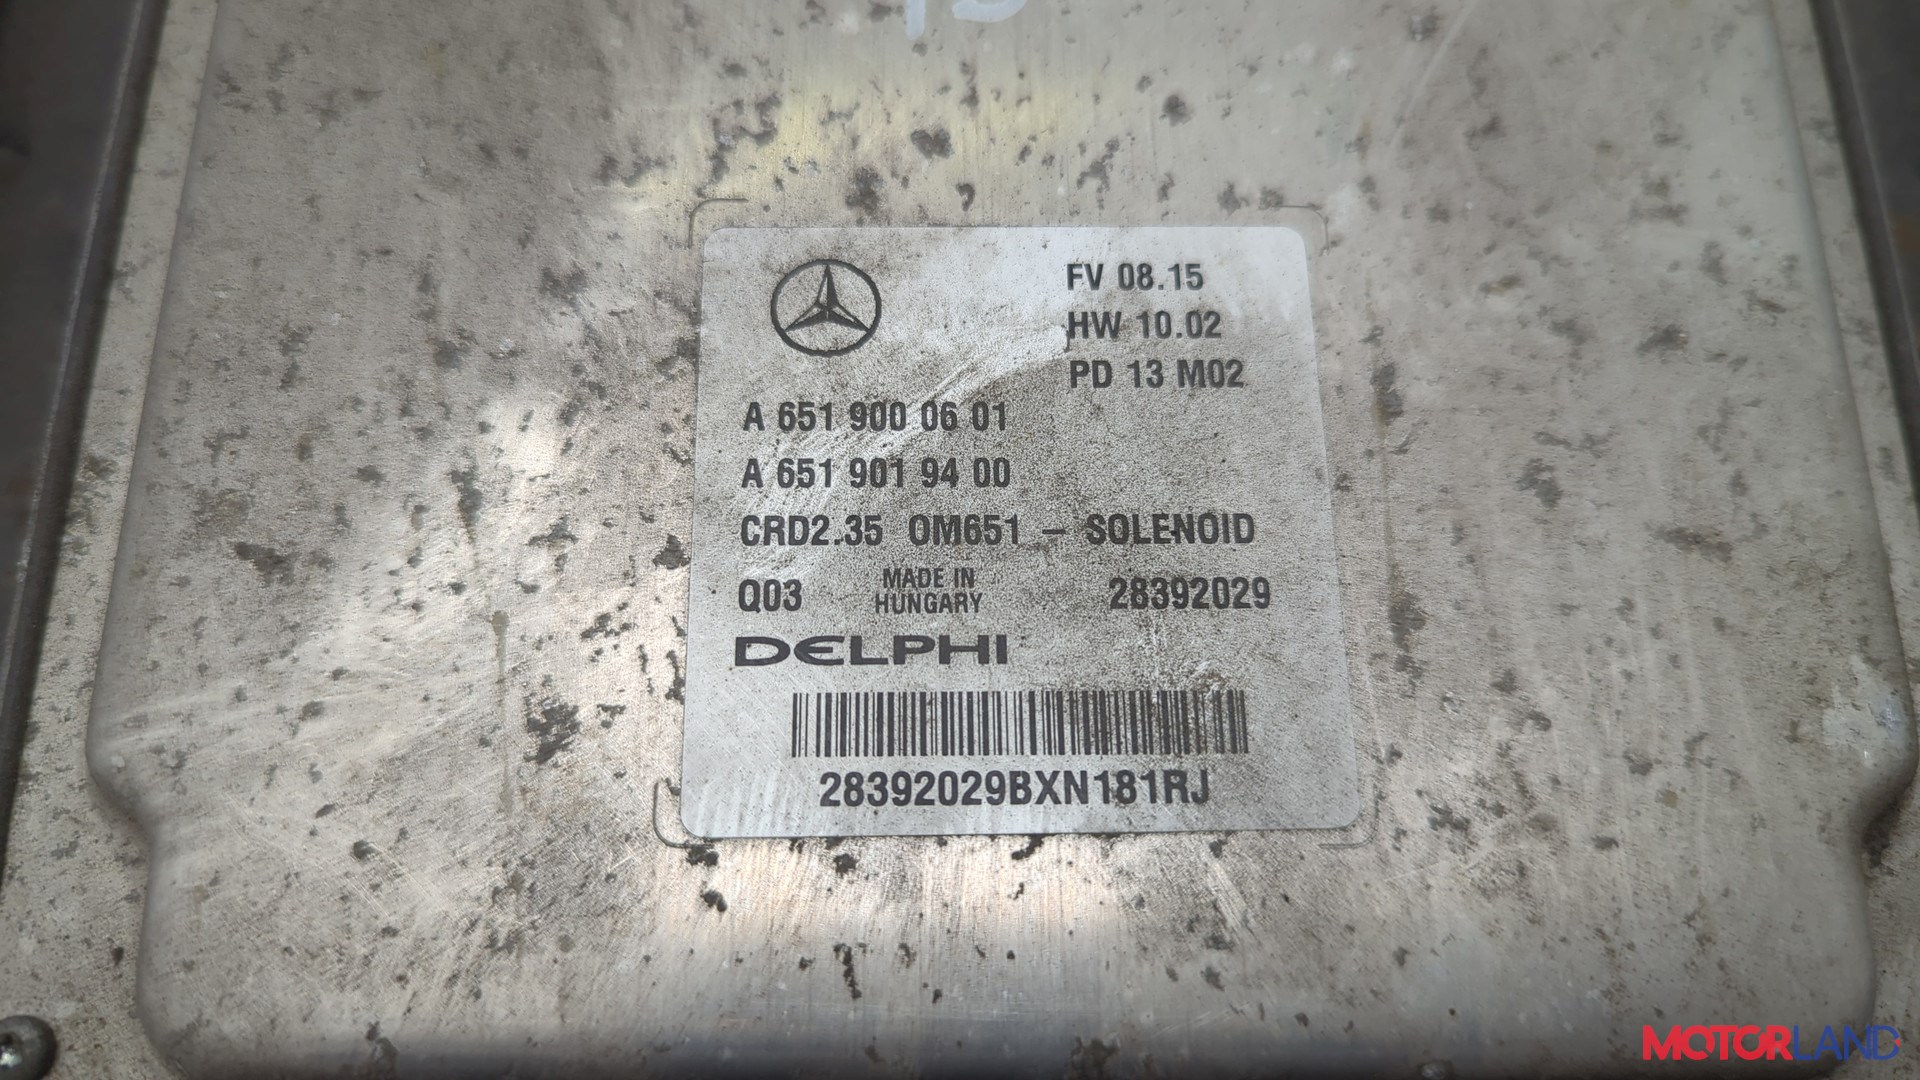 FV 08.15
HW 10.02
PD 13 M02
A 651 900 06 01
A 651 901 94 00
CRD2.35 OM651 – SOLENOID
Q03 MADE IN HUNGARY 28392029
DELPHI
28392029BXN181RJ
MOTORLAND